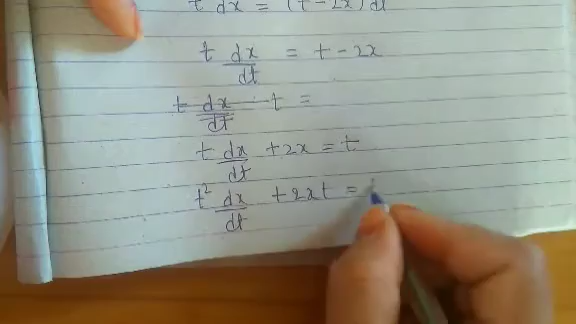 t dx = (t - 2x) dt
t dx/dt = t - 2x
t dx/dt - t =
t dx/dt + 2x = t
t² dx/dt + 2xt =